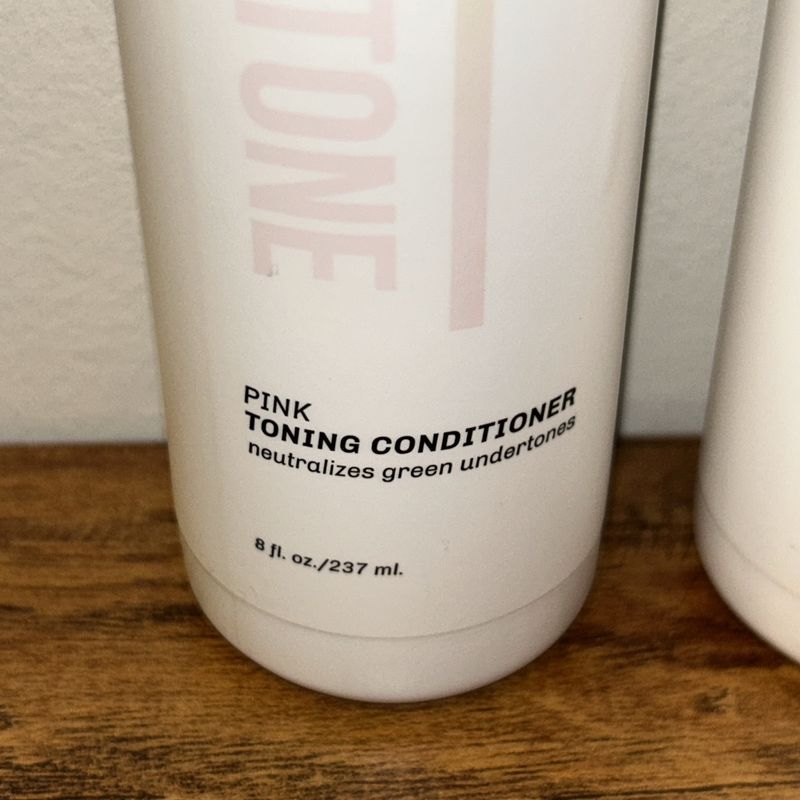 TONE
PINK
TONING CONDITIONER
neutralizes green undertones
8 fl. oz./237 ml.